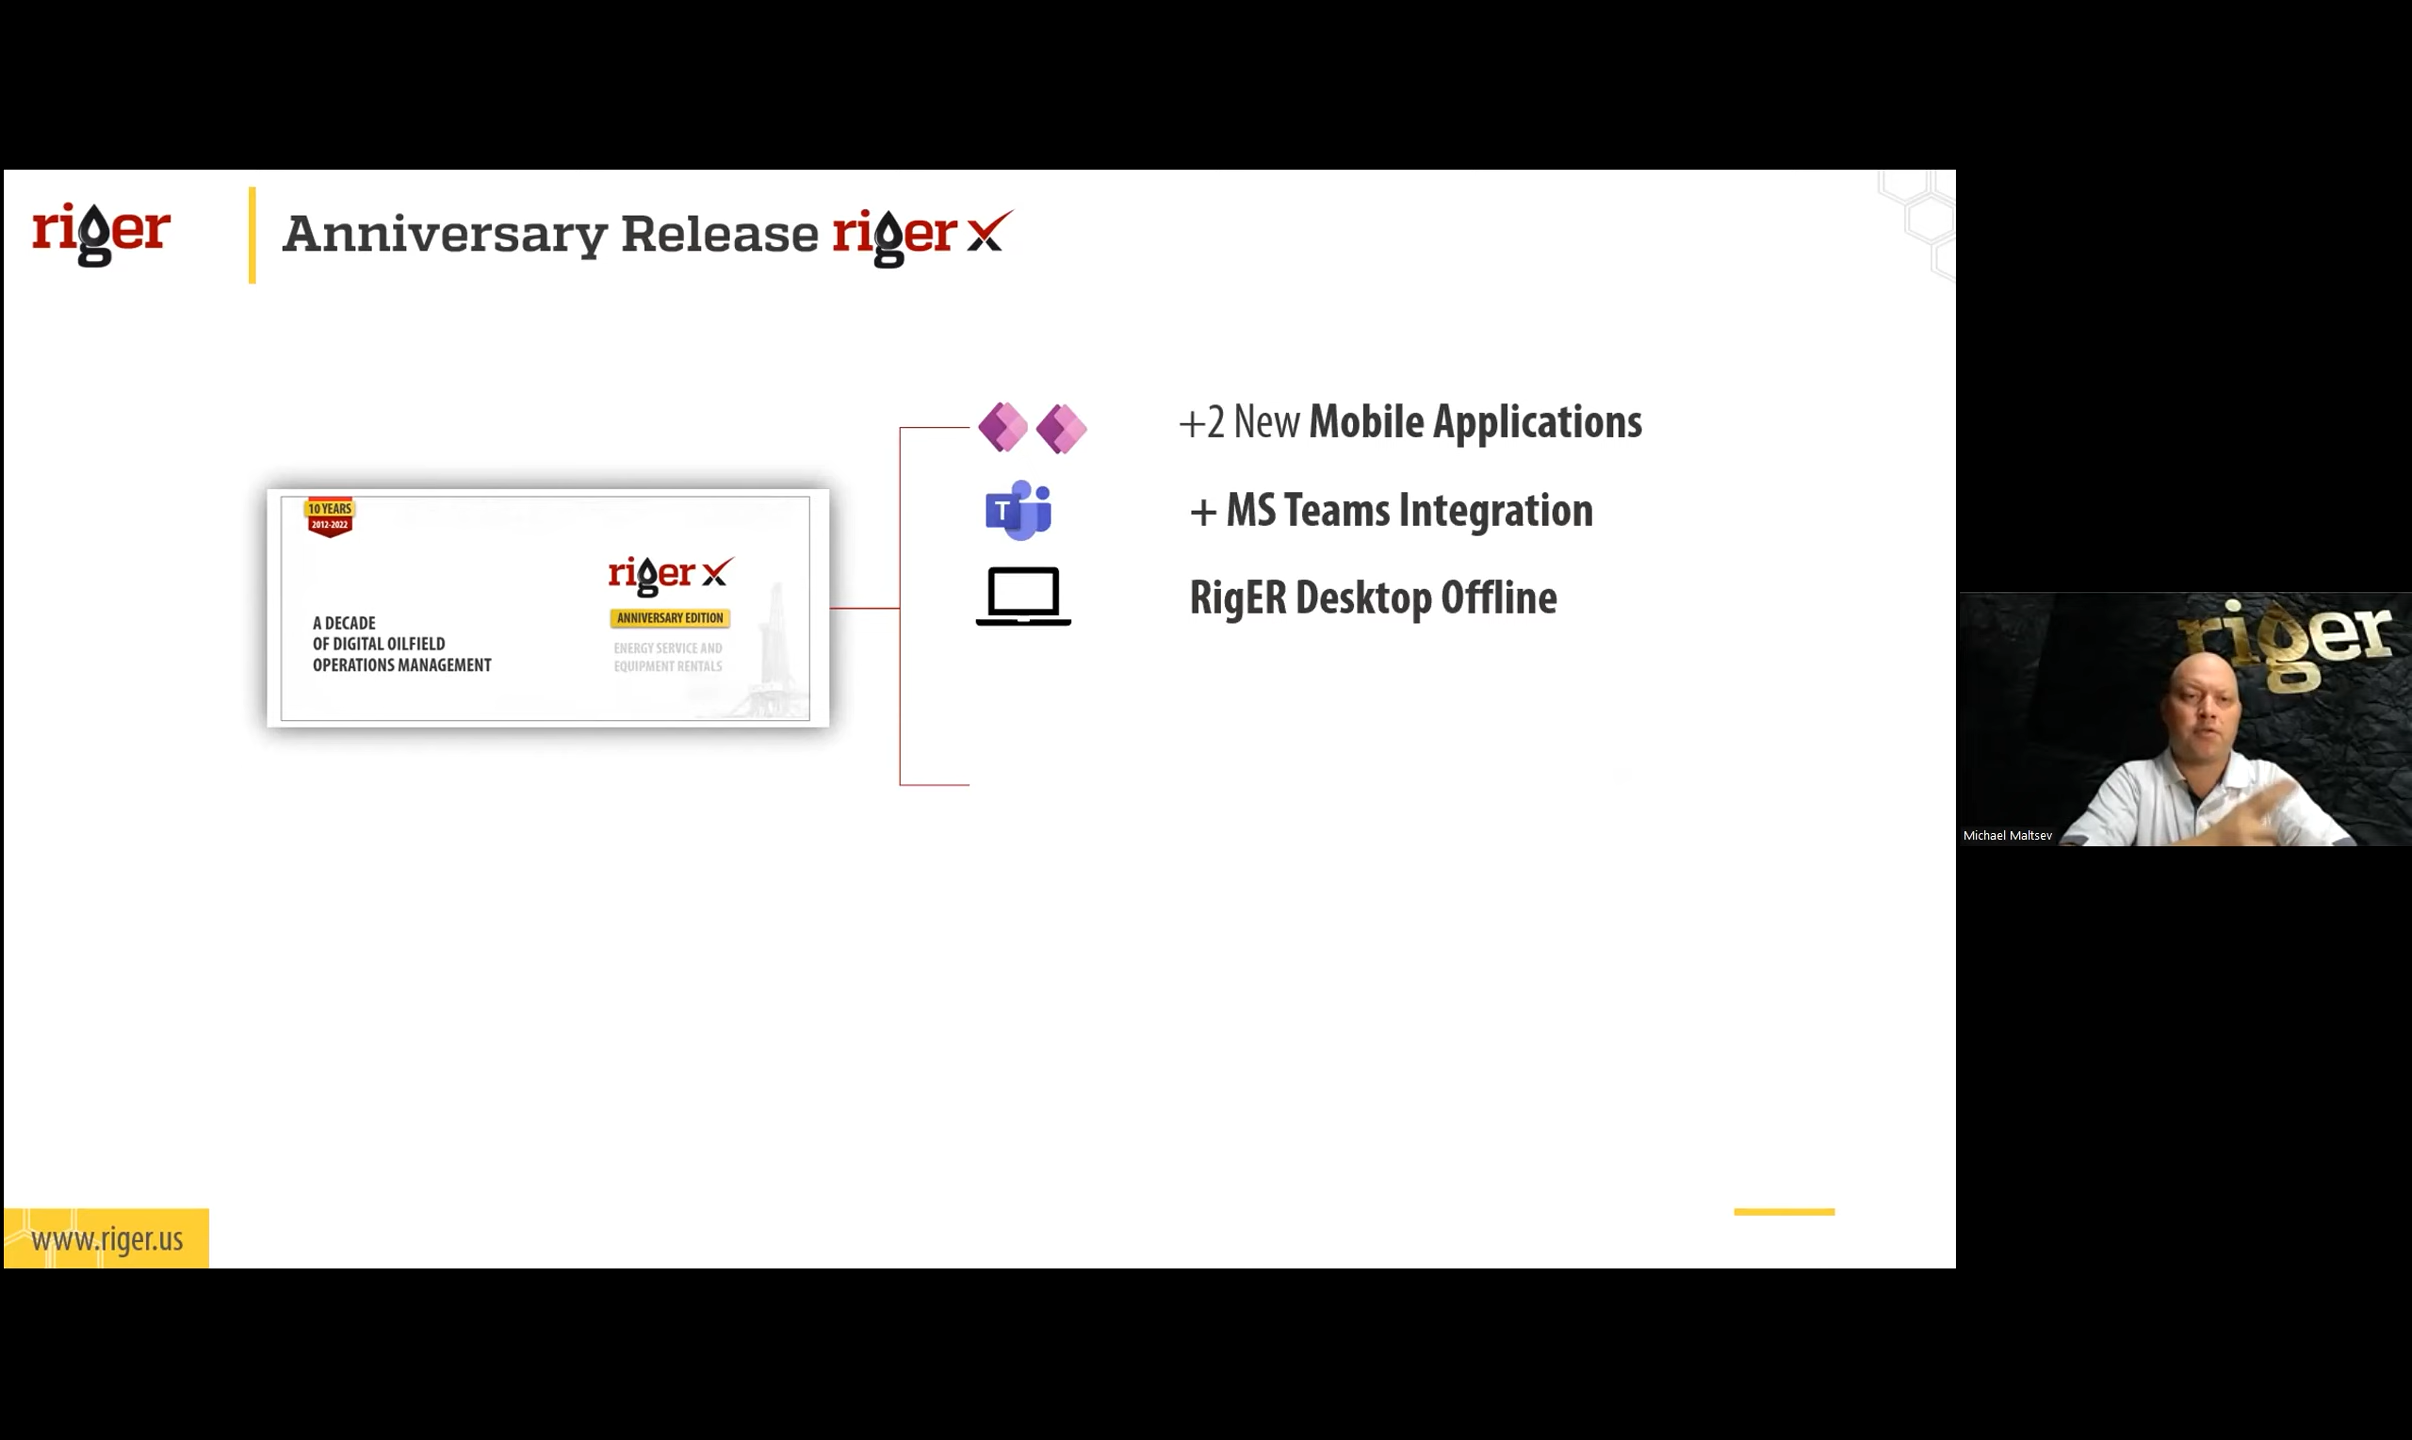 riger
Anniversary Release riger X
+2 New Mobile Applications
T
+ MS Teams Integration
RigER Desktop Offline
10 YEARS
2012-2022
riger X
ANNIVERSARY EDITION
ENERGY SERVICE AND
EQUIPMENT RENTALS
A DECADE
OF DIGITAL OILFIELD
OPERATIONS MANAGEMENT
riger
Michael Maltsev
www.riger.us